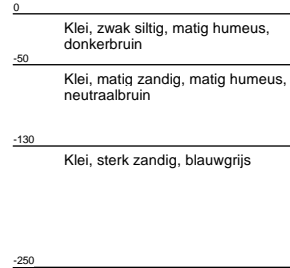 0
Klei, zwak siltig, matig humeus,
donkerbruin
-50
Klei, matig zandig, matig humeus,
neutraalbruin
-130
Klei, sterk zandig, blauwgrijs
-250